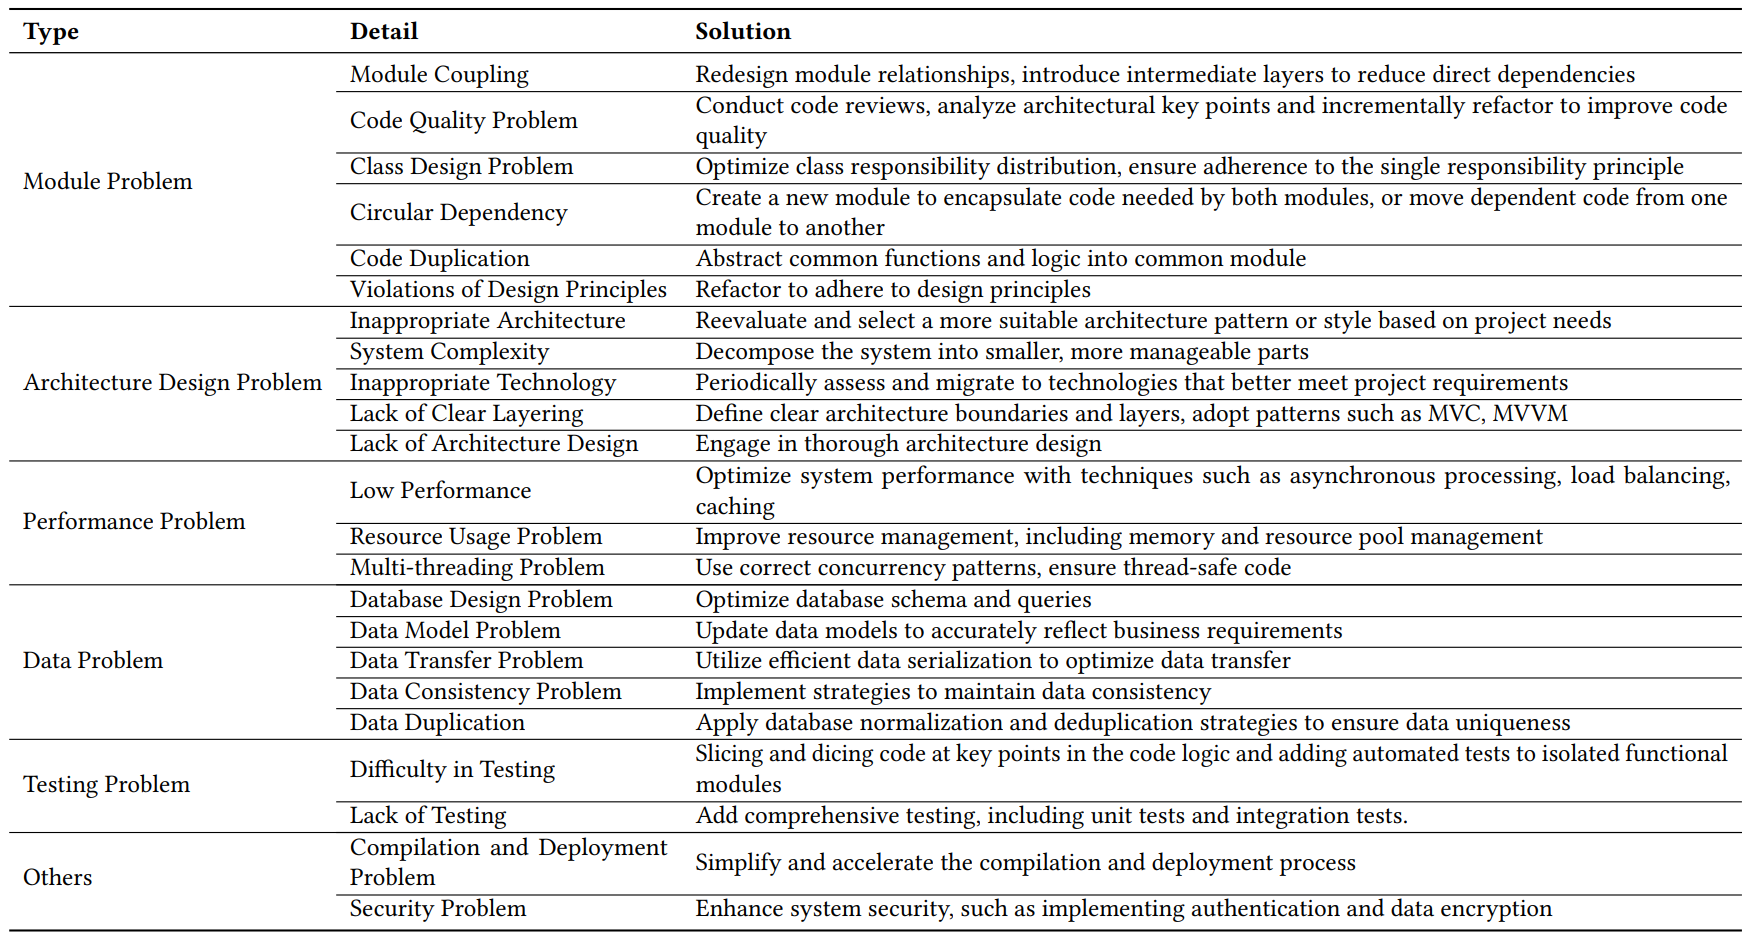 Type Detail Solution
Module Coupling Redesign module relationships, introduce intermediate layers to reduce direct dependencies
Conduct code reviews, analyze architectural key points and incrementally refactor to improve code
Code Quality Problem
quality
Class Design Problem Optimize class responsibility distribution, ensure adherence to the single responsibility principle
Module Problem
Create a new module to encapsulate code needed by both modules, or move dependent code from one
Circular Dependency
module to another
Code Duplication Abstract common functions and logic into common module
Violations of Design Principles Refactor to adhere to design principles
Inappropriate Architecture Reevaluate and select a more suitable architecture pattern or style based on project needs
System Complexity Decompose the system into smaller, more manageable parts
Architecture Design Problem Inappropriate Technology Periodically assess and migrate to technologies that better meet project requirements
Lack of Clear Layering Define clear architecture boundaries and layers, adopt patterns such as MVC, MVVM
Lack of Architecture Design Engage in thorough architecture design
Optimize system performance with techniques such as asynchronous processing, load balancing,
Low Performance
caching
Performance Problem
Resource Usage Problem Improve resource management, including memory and resource pool management
Multi-threading Problem Use correct concurrency patterns, ensure thread-safe code
Database Design Problem Optimize database schema and queries
Data Model Problem Update data models to accurately reflect business requirements
Data Problem Data Transfer Problem Utilize efficient data serialization to optimize data transfer
Data Consistency Problem Implement strategies to maintain data consistency
Data Duplication Apply database normalization and deduplication strategies to ensure data uniqueness
Slicing and dicing code at key points in the code logic and adding automated tests to isolated functional
Difficulty in Testing
modules
Testing Problem
Lack of Testing Add comprehensive testing, including unit tests and integration tests.
Compilation and Deployment
Problem
Simplify and accelerate the compilation and deployment process
Others
Security Problem Enhance system security, such as implementing authentication and data encryption